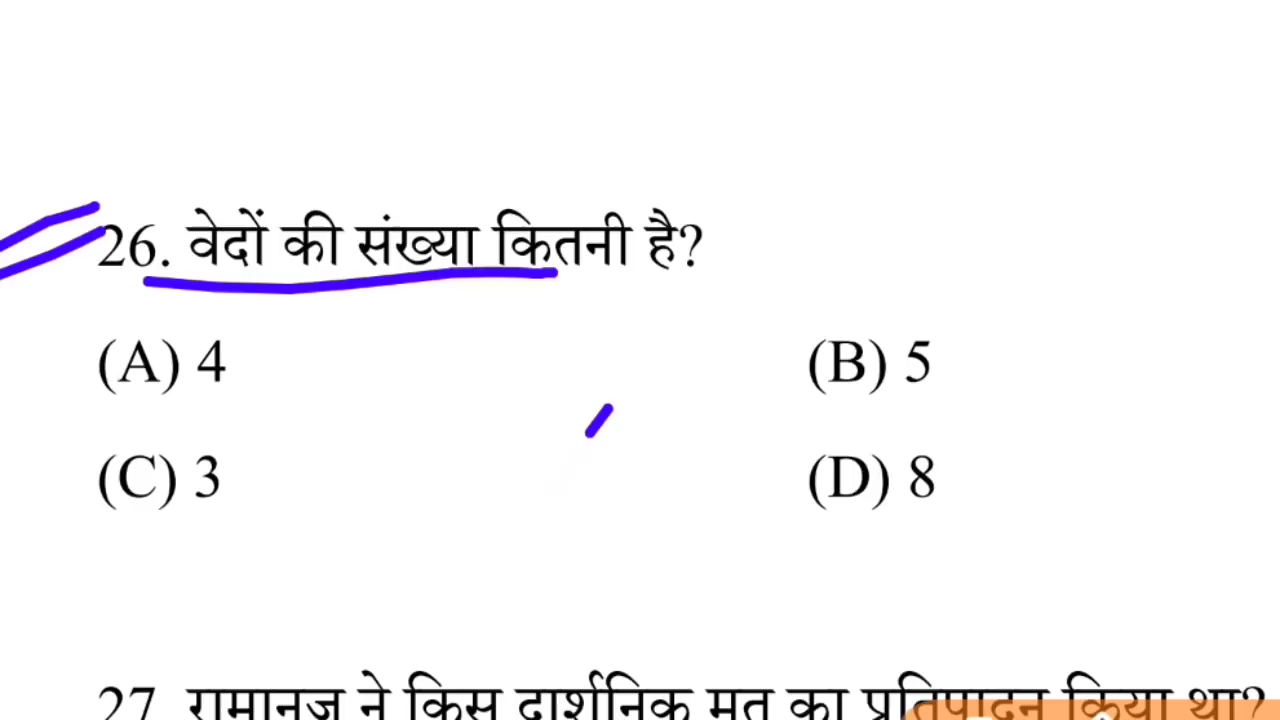 26. वेदों की संख्या कितनी है?
(A) 4 (B) 5
(C) 3 (D) 8
27. रामानुज ने किस दार्शनिक मत का प्रतिपादन किया था?